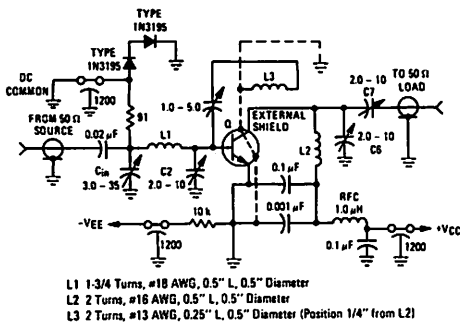 TYPE
1N3195
TYPE
1N3195
DC
COMMON
1200
FROM 50 Ω
SOURCE
0.02 µF
91
1.0 - 5.0
L3
L1
Q
EXTERNAL
SHIELD
2.0 - 10
C7
TO 50 Ω
LOAD
Cin
3.0 - 35
C2
2.0 - 10
L2
2.0 - 10
C6
0.1 µF
0.001 µF
RFC
1.0 µH
-VEE
10 k
+VCC
1200
0.1 µF
1200
L1 1-3/4 Turns, #18 AWG, 0.5" L, 0.5" Diameter
L2 2 Turns, #16 AWG, 0.5" L, 0.5" Diameter
L3 2 Turns, #13 AWG, 0.25" L, 0.5" Diameter (Position 1/4" from L2)